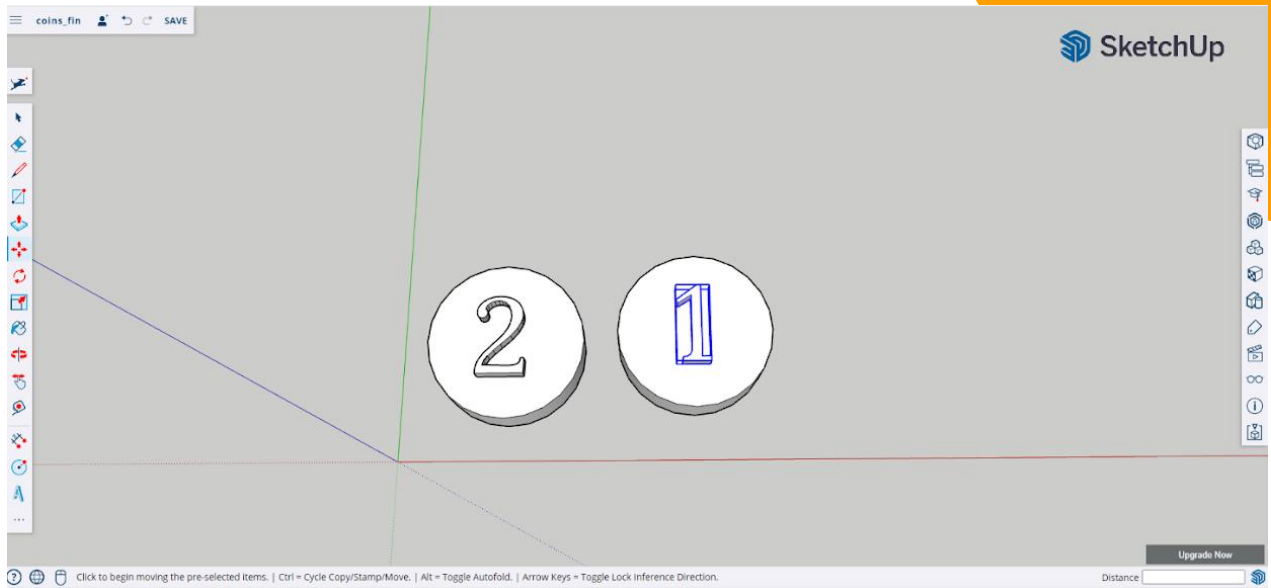 coins_fin SAVE
SketchUp
2 1
Upgrade Now
Click to begin moving the pre-selected items. | Ctrl = Cycle Copy/Stamp/Move. | Alt = Toggle Autofold. | Arrow Keys = Toggle Lock Inference Direction. Distance